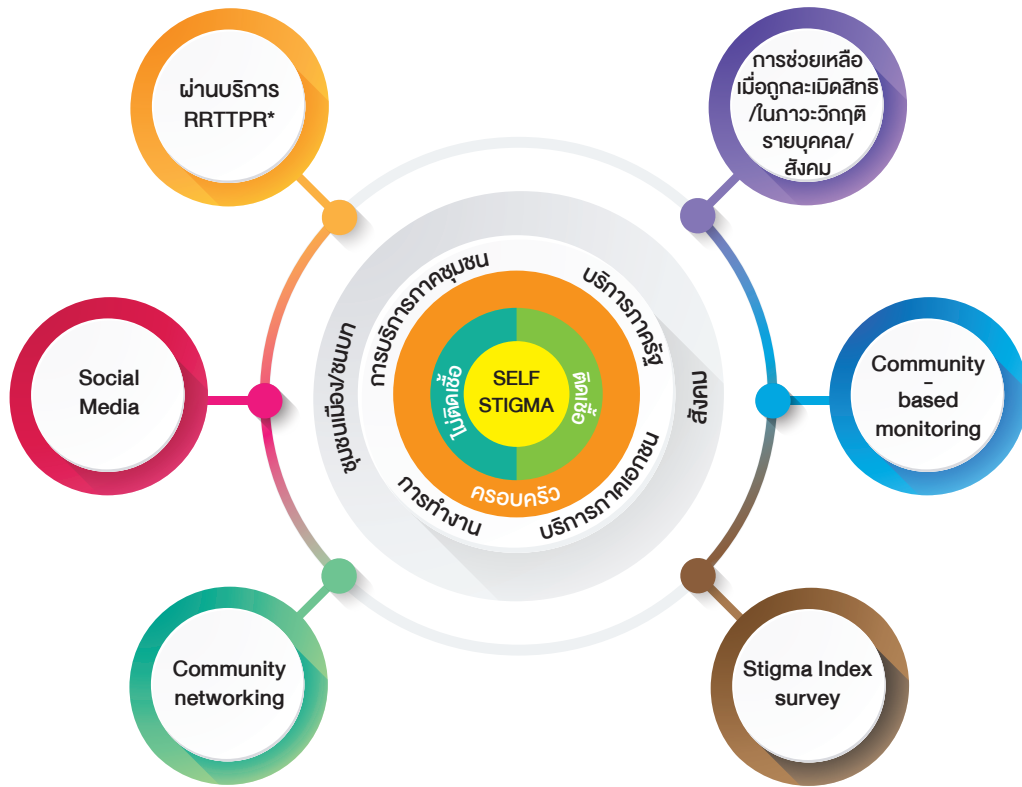 ผ่านบริการ
RRTTPR*
การช่วยเหลือ
เมื่อถูกละเมิดสิทธิ
/ในภาวะวิกฤติ
รายบุคคล/
สังคม
Social
Media
Community
-
based
monitoring
Community
networking
Stigma Index
survey
ชุมชนเมือง/ชนบท
สังคม
การบริการภาคชุมชน
บริการภาครัฐ
การทำงาน
บริการภาคเอกชน
ครอบครัว
ไม่ติดเชื้อ
ติดเชื้อ
SELF
STIGMA